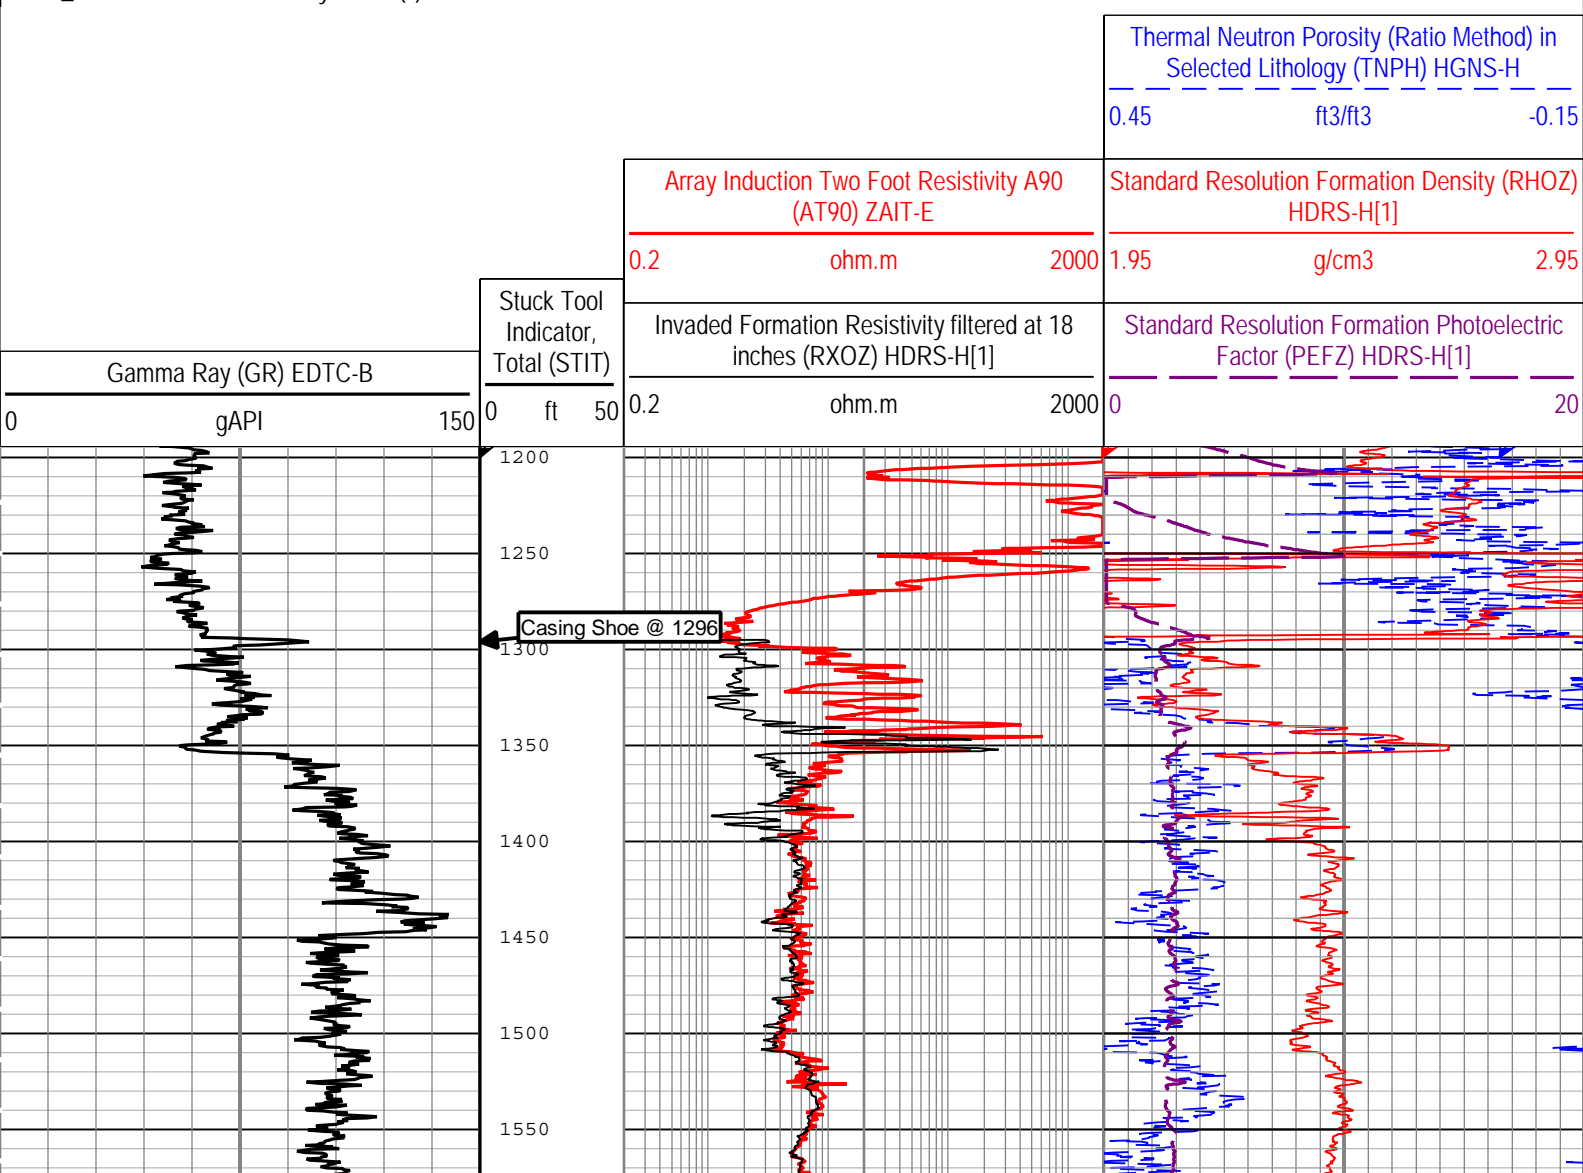 Thermal Neutron Porosity (Ratio Method) in
Selected Lithology (TNPH) HGNS-H
0.45 ft3/ft3 -0.15
Array Induction Two Foot Resistivity A90
(AT90) ZAIT-E
0.2 ohm.m 2000
Standard Resolution Formation Density (RHOZ)
HDRS-H[1]
1.95 g/cm3 2.95
Stuck Tool
Indicator,
Total (STIT)
0 ft 50
Invaded Formation Resistivity filtered at 18
inches (RXOZ) HDRS-H[1]
0.2 ohm.m 2000
Standard Resolution Formation Photoelectric
Factor (PEFZ) HDRS-H[1]
0 20
Gamma Ray (GR) EDTC-B
0 gAPI 150
1200
1250
Casing Shoe @ 1296
1300
1350
1400
1450
1500
1550